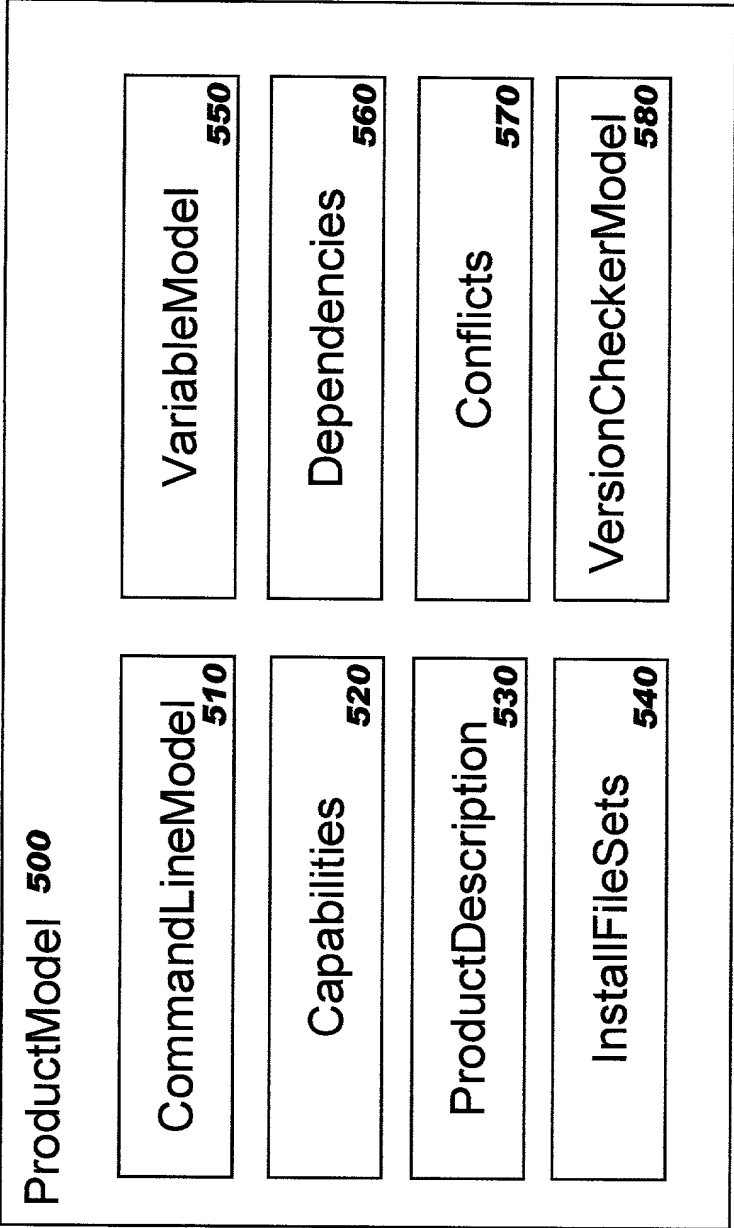 ProductModel 500
CommandLineModel
510
Capabilities
520
ProductDescription
530
InstallFileSets
540
VariableModel
550
Dependencies
560
Conflicts
570
VersionCheckerModel
580